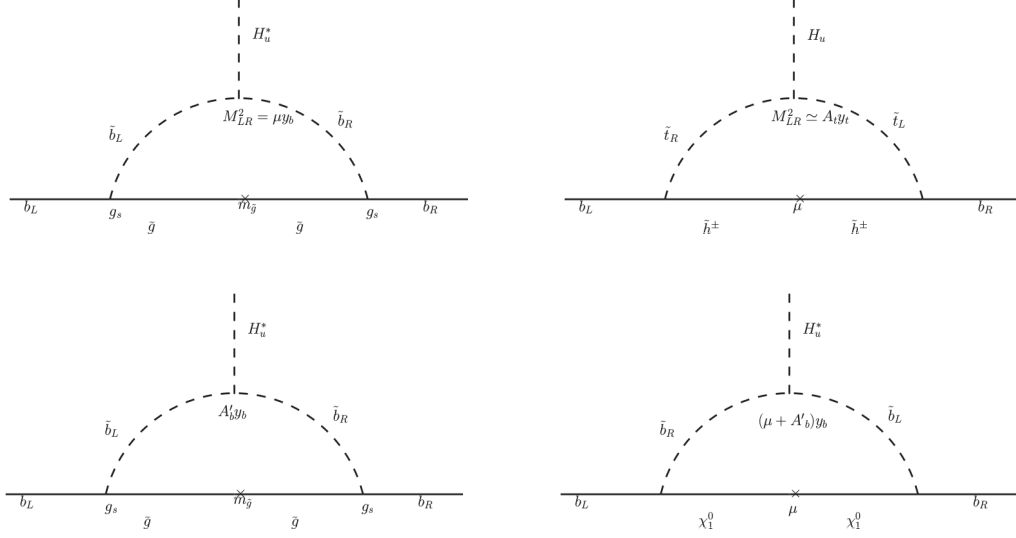 H_u^*
M_{LR}^2 = μy_b
b̃_L
b̃_R
b_L
g_s
m_g̃
g_s
b_R
g̃
g̃
H_u
M_{LR}^2 ≃ A_t y_t
t̃_R
t̃_L
b_L
μ
b_R
h̃^±
h̃^±
H_u^*
A'_b y_b
b̃_L
b̃_R
b_L
g_s
m_g̃
g_s
b_R
g̃
g̃
H_u^*
(μ + A'_b)y_b
b̃_R
b̃_L
b_L
μ
b_R
χ_1^0
χ_1^0